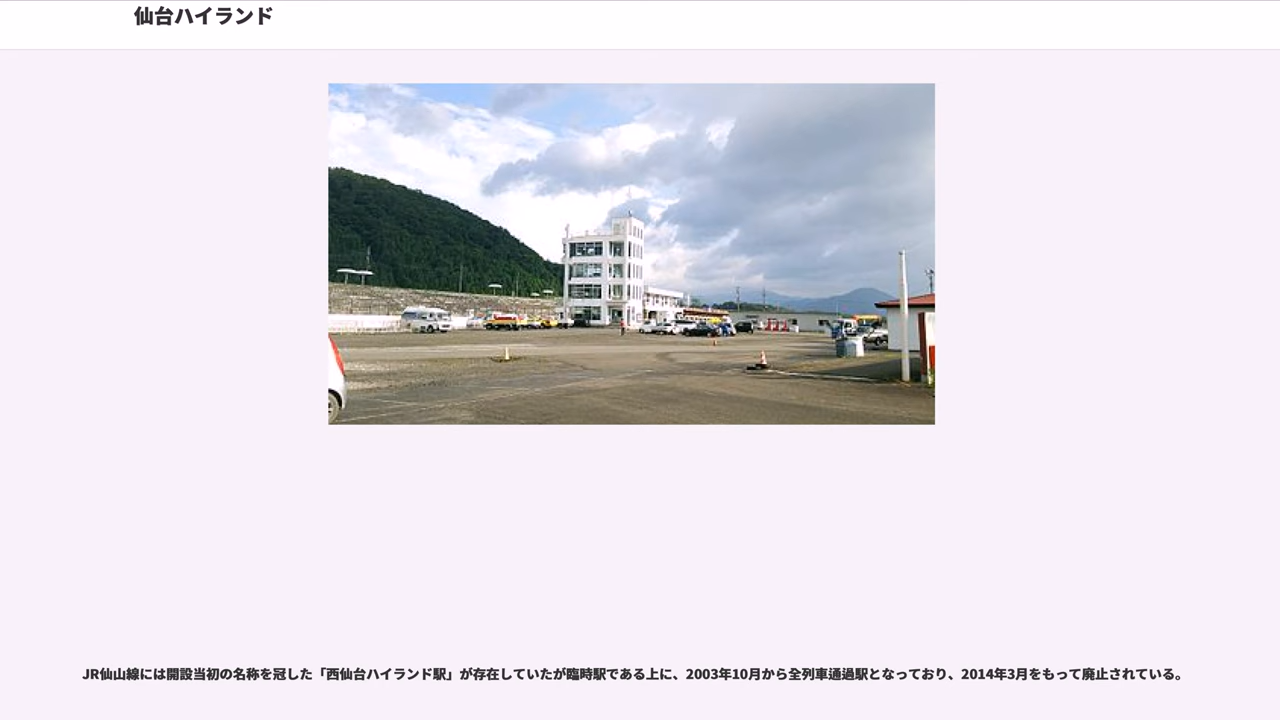 仙台ハイランド
JR仙山線には開設当初の名称を冠した「西仙台ハイランド駅」が存在していたが臨時駅である上に、2003年10月から全列車通過駅となっており、2014年3月をもって廃止されている。